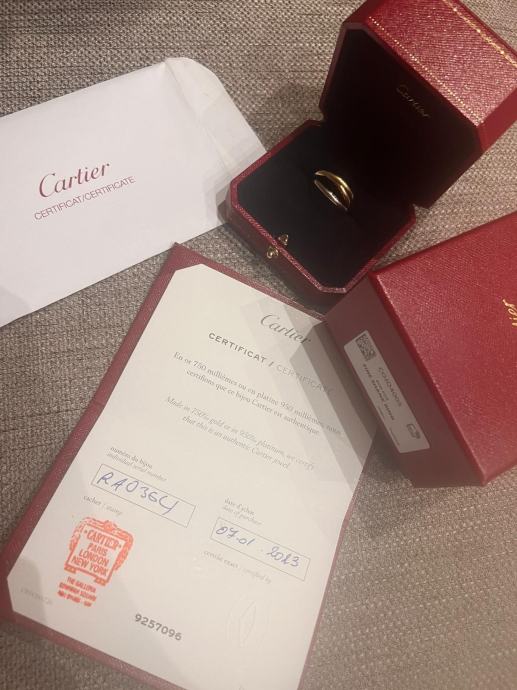 Cartier
CERTIFICAT/CERTIFICATE
Cartier
Cartier
CERTIFICAT / CERTIFICATE
En or 750 millièmes ou en platine 950 millièmes, nous
certifions que ce bijou Cartier est authentique.
Made in 750‰ gold or in 950‰ platinum, we certify
that this is an authentic Cartier jewel.
numéro du bijou
individual serial number
date d'achat
date of purchase
07.01.2023
cachet / stamp
certifié exact / certified by
CARTIER
PARIS
LONDON
NEW YORK
THE GALLERIA
9257096